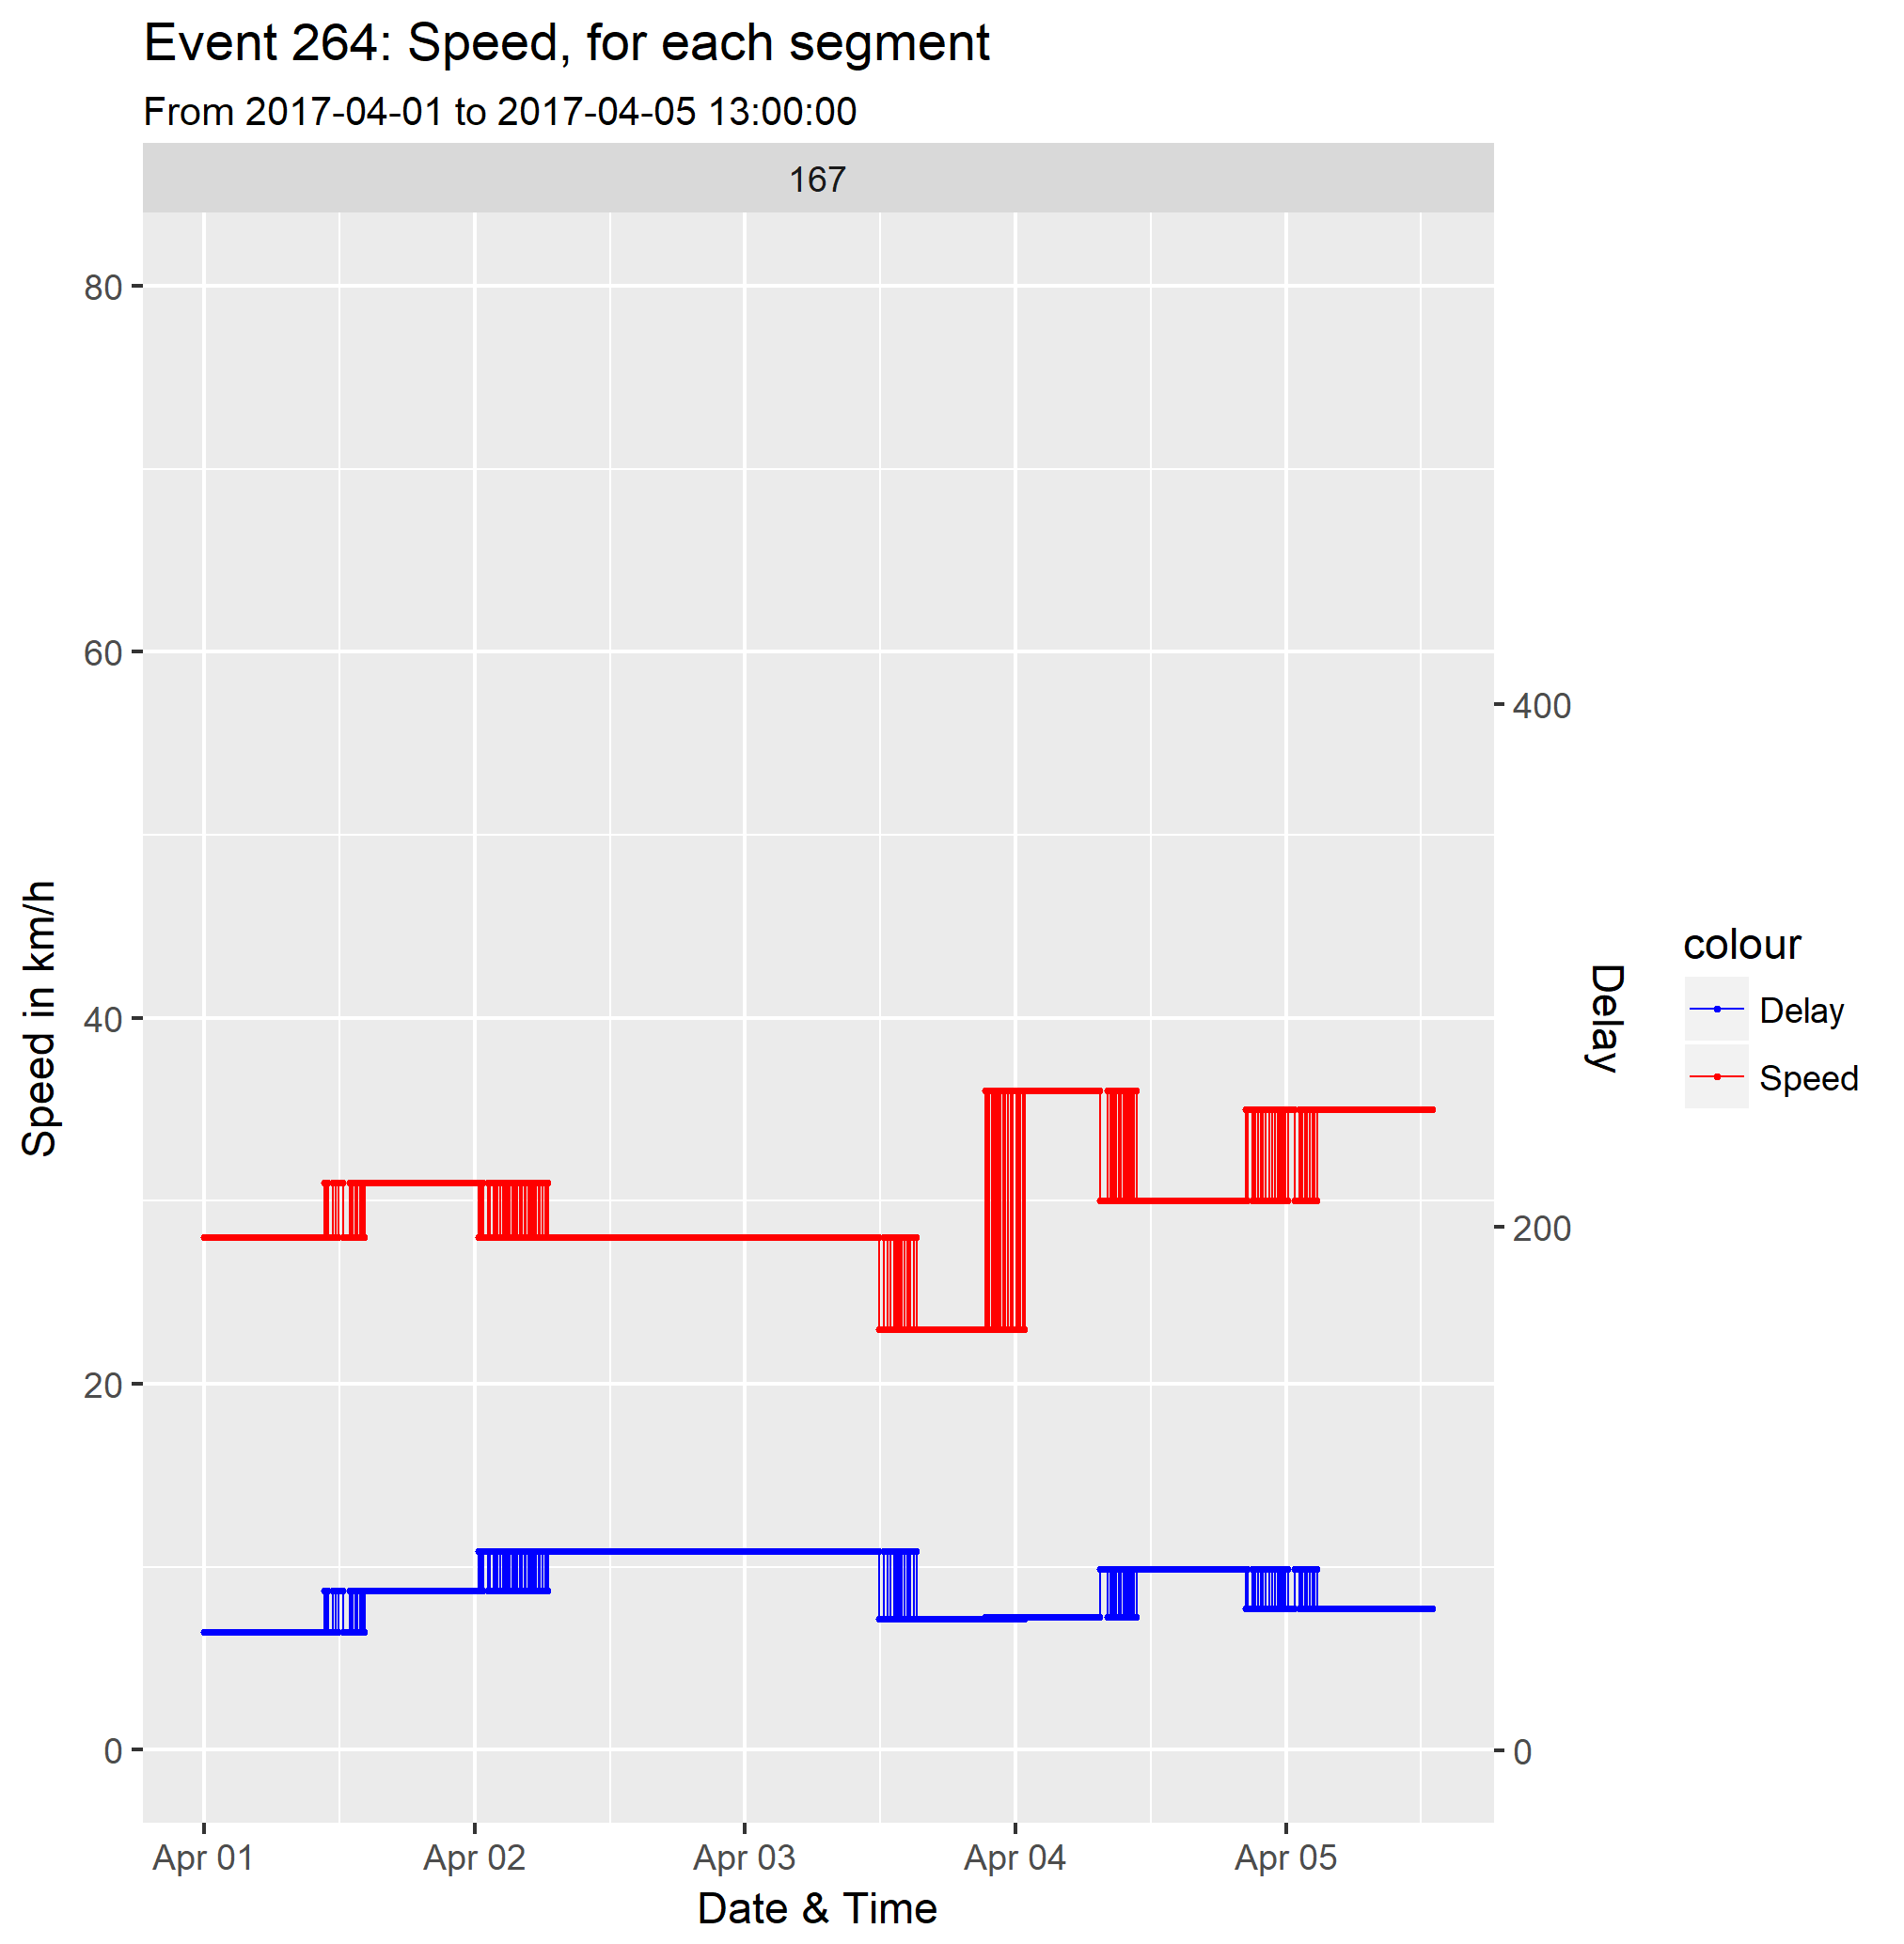 Event 264: Speed, for each segment
From 2017-04-01 to 2017-04-05 13:00:00
167
80
60
40
20
0
Speed in km/h
400
200
0
Delay
colour
Delay
Speed
Apr 01 Apr 02 Apr 03 Apr 04 Apr 05
Date & Time